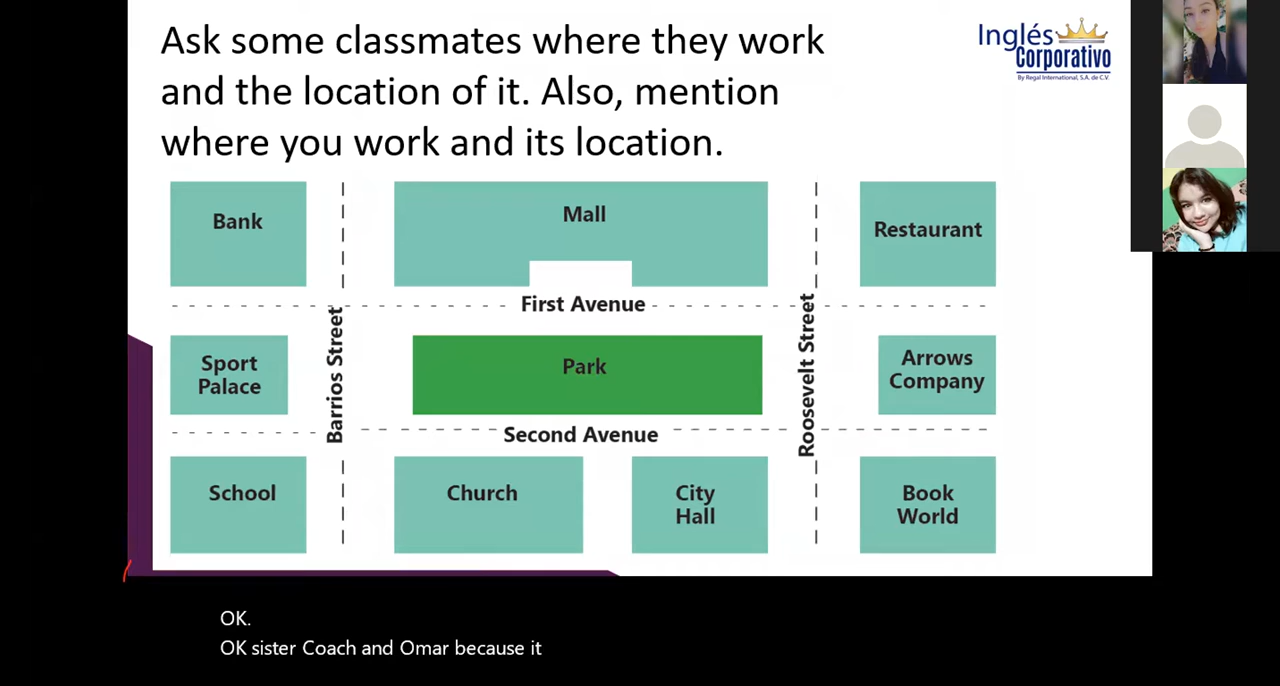 Ask some classmates where they work
and the location of it. Also, mention
where you work and its location.
Inglés
Corporativo
By Regal International, S.A. de C.V.
Bank
Mall
Restaurant
First Avenue
Barrios Street
Roosevelt Street
Sport
Palace
Park
Arrows
Company
Second Avenue
School
Church
City
Hall
Book
World
OK.
OK sister Coach and Omar because it